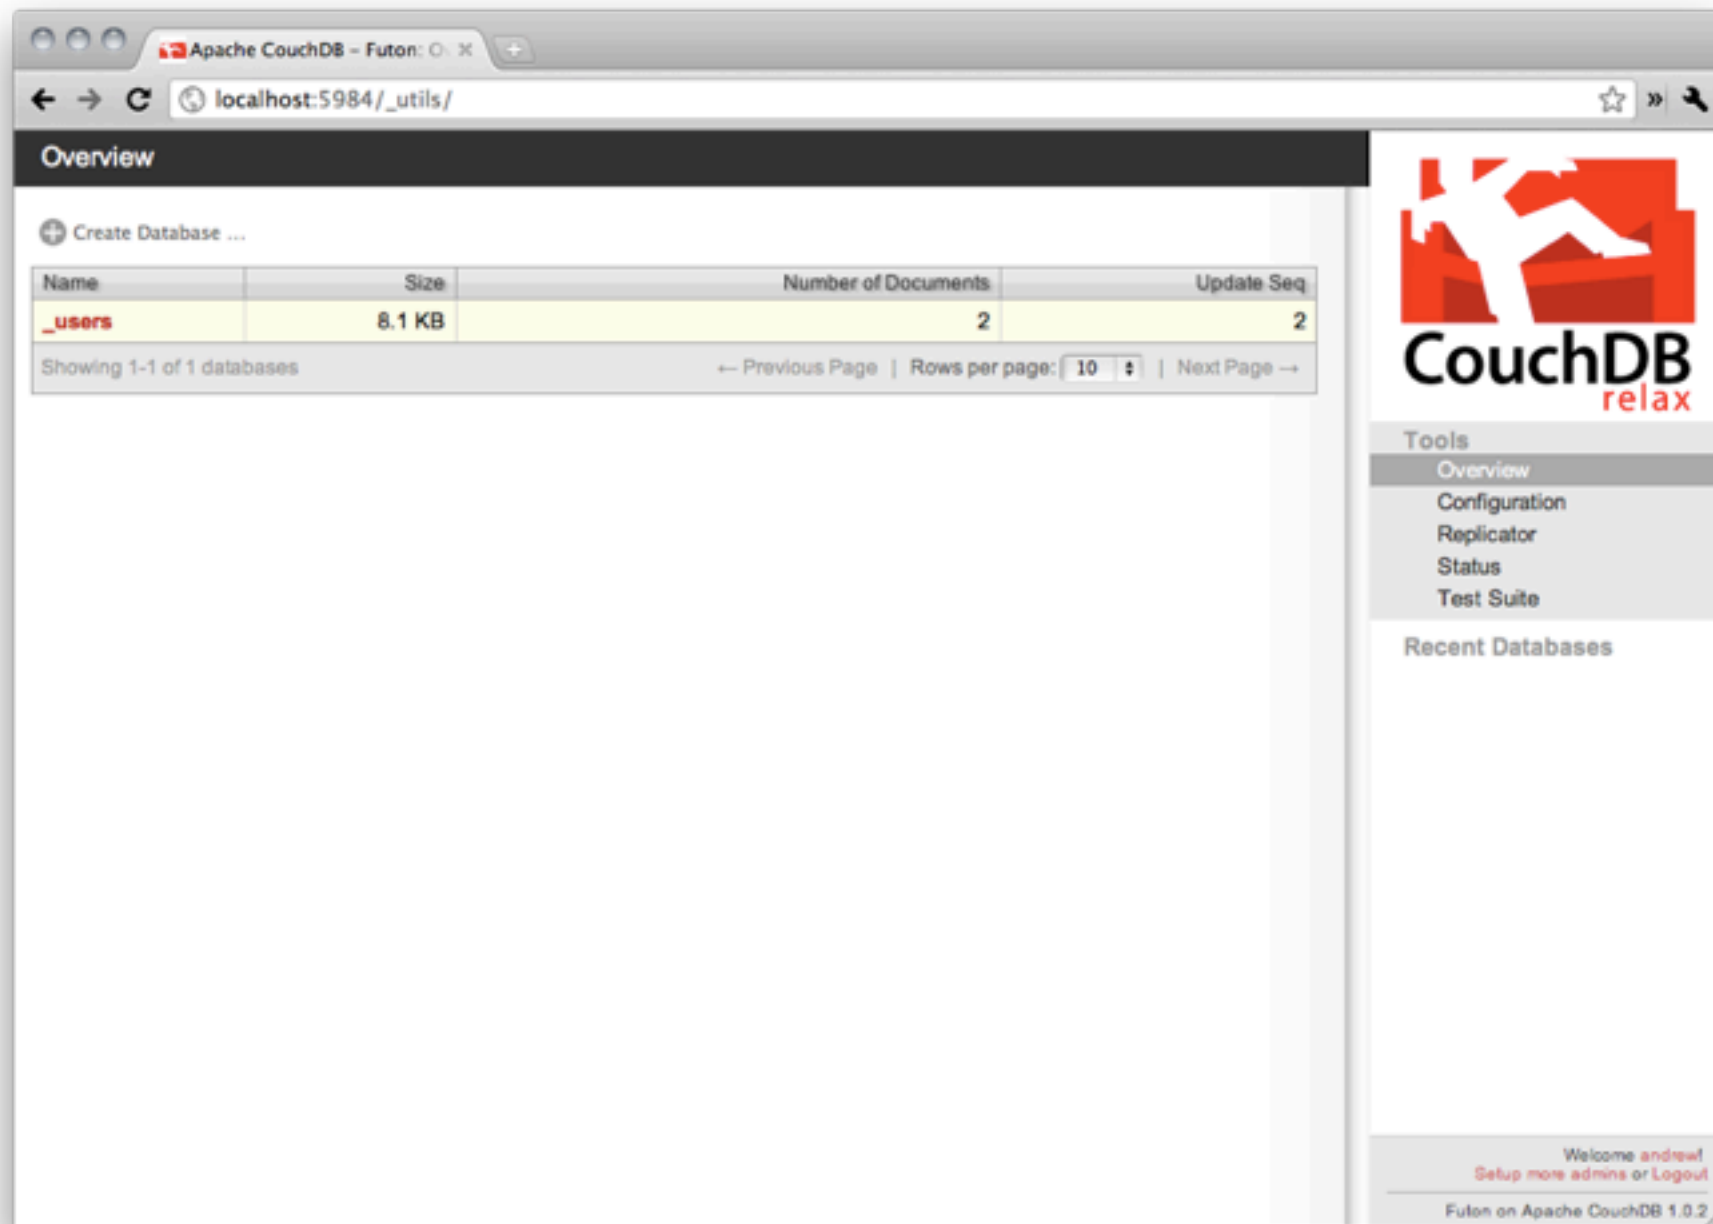 Apache CouchDB – Futon: O
localhost:5984/_utils/
Overview
Create Database ...
Name Size Number of Documents Update Seq
_users 8.1 KB 2 2
Showing 1-1 of 1 databases ← Previous Page | Rows per page: 10 | Next Page →
CouchDB
relax
Tools
Overview
Configuration
Replicator
Status
Test Suite
Recent Databases
Welcome andrew!
Setup more admins or Logout
Futon on Apache CouchDB 1.0.2